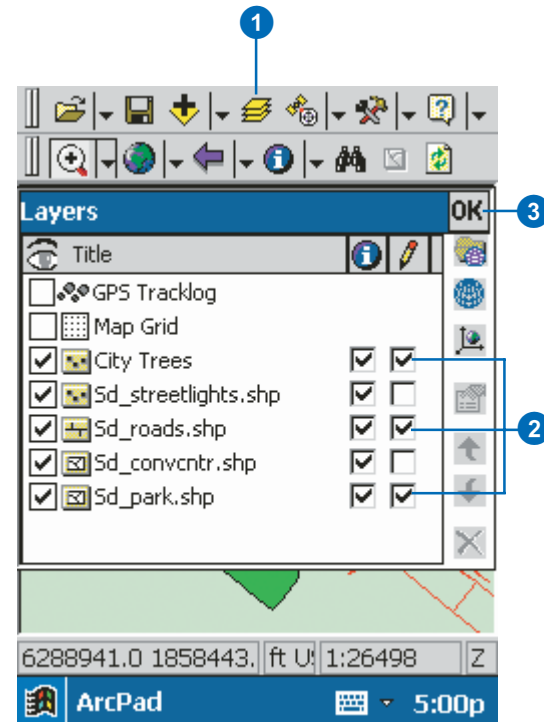 1
Layers
OK
3
Title
GPS Tracklog
Map Grid
City Trees
Sd_streetlights.shp
Sd_roads.shp
2
Sd_convcntr.shp
Sd_park.shp
6288941.0 1858443. ft U 1:26498 Z
ArcPad 5:00p